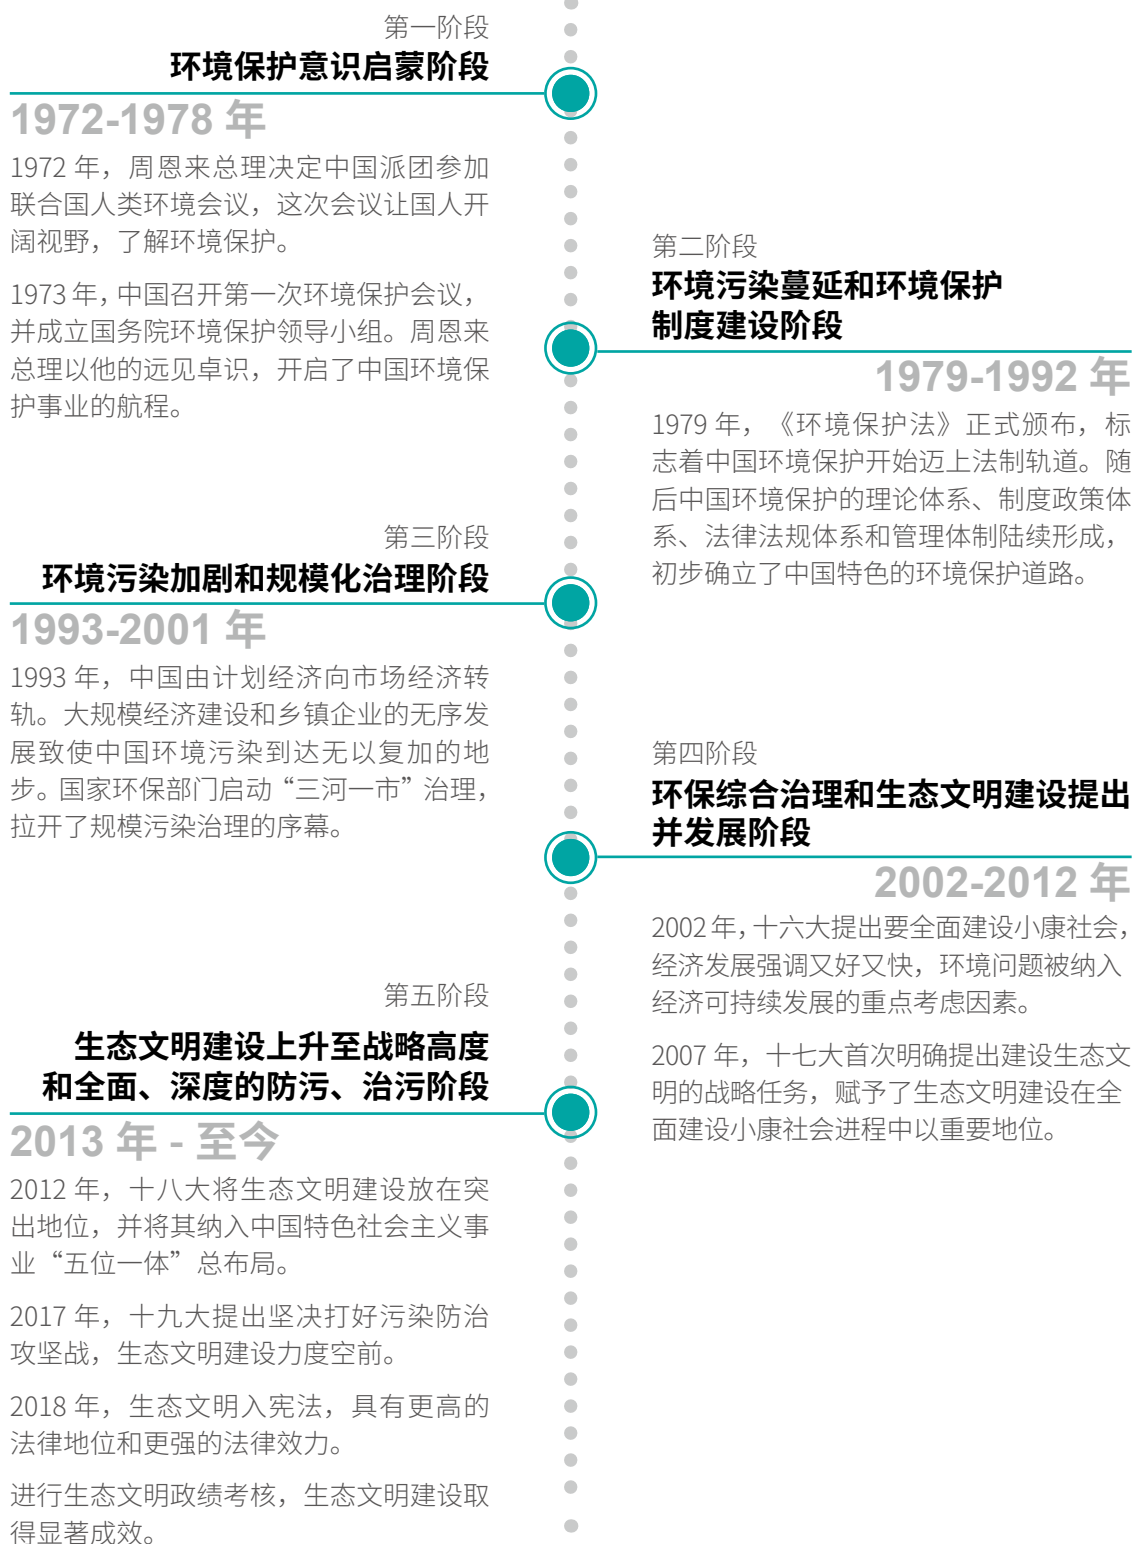 第一阶段
环境保护意识启蒙阶段
1972-1978 年
1972 年，周恩来总理决定中国派团参加
联合国人类环境会议，这次会议让国人开
阔视野，了解环境保护。
1973 年，中国召开第一次环境保护会议，
并成立国务院环境保护领导小组。周恩来
总理以他的远见卓识，开启了中国环境保
护事业的航程。
第二阶段
环境污染蔓延和环境保护
制度建设阶段
1979-1992 年
1979 年，《环境保护法》正式颁布，标
志着中国环境保护开始迈上法制轨道。随
后中国环境保护的理论体系、制度政策体
系、法律法规体系和管理体制陆续形成，
初步确立了中国特色的环境保护道路。
第三阶段
环境污染加剧和规模化治理阶段
1993-2001 年
1993 年，中国由计划经济向市场经济转
轨。大规模经济建设和乡镇企业的无序发
展致使中国环境污染到达无以复加的地
步。国家环保部门启动“三河一市”治理，
拉开了规模污染治理的序幕。
第四阶段
环保综合治理和生态文明建设提出
并发展阶段
2002-2012 年
2002 年，十六大提出要全面建设小康社会，
经济发展强调又好又快，环境问题被纳入
经济可持续发展的重点考虑因素。
2007 年，十七大首次明确提出建设生态文
明的战略任务，赋予了生态文明建设在全
面建设小康社会进程中以重要地位。
第五阶段
生态文明建设上升至战略高度
和全面、深度的防污、治污阶段
2013 年 - 至今
2012 年，十八大将生态文明建设放在突
出地位，并将其纳入中国特色社会主义事
业“五位一体”总布局。
2017 年，十九大提出坚决打好污染防治
攻坚战，生态文明建设力度空前。
2018 年，生态文明入宪法，具有更高的
法律地位和更强的法律效力。
进行生态文明政绩考核，生态文明建设取
得显著成效。